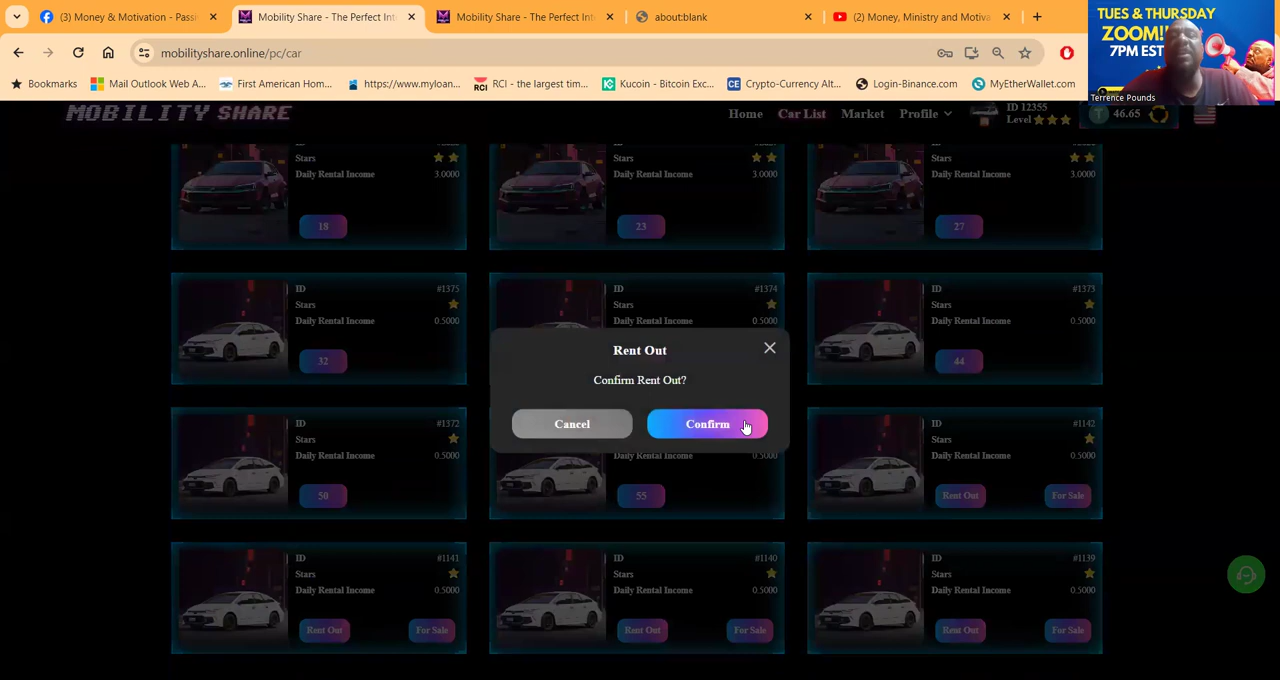 (3) Money & Motivation - Passi
Mobility Share - The Perfect Int
Mobility Share - The Perfect Int
about:blank
(2) Money, Ministry and Motiva
TUES & THURSDAY
ZOOM!
7PM EST
Terrence Pounds
mobilityshare.online/pc/car
Bookmarks
Mail Outlook Web A...
First American Hom...
https://www.myloan...
RCI - the largest tim...
Kucoin - Bitcoin Exc...
Crypto-Currency Alt...
Login-Binance.com
MyEtherWallet.com
MOBILITY SHARE
Home
Car List
Market
Profile
ID 12355
Level
46.65
Stars
Daily Rental Income 3.0000
18
Stars
Daily Rental Income 3.0000
23
Stars
Daily Rental Income 3.0000
27
ID #1375
Stars
Daily Rental Income 0.5000
32
ID #1374
Stars
Daily Rental Income 0.5000
ID #1373
Stars
Daily Rental Income 0.5000
44
Rent Out
Confirm Rent Out?
Cancel
Confirm
ID #1372
Stars
Daily Rental Income 0.5000
50
Daily Rental Income 0.5000
55
ID #1142
Stars
Daily Rental Income 0.5000
Rent Out
For Sale
ID #1141
Stars
Daily Rental Income 0.5000
Rent Out
For Sale
ID #1140
Stars
Daily Rental Income 0.5000
Rent Out
For Sale
ID #1139
Stars
Daily Rental Income 0.5000
Rent Out
For Sale